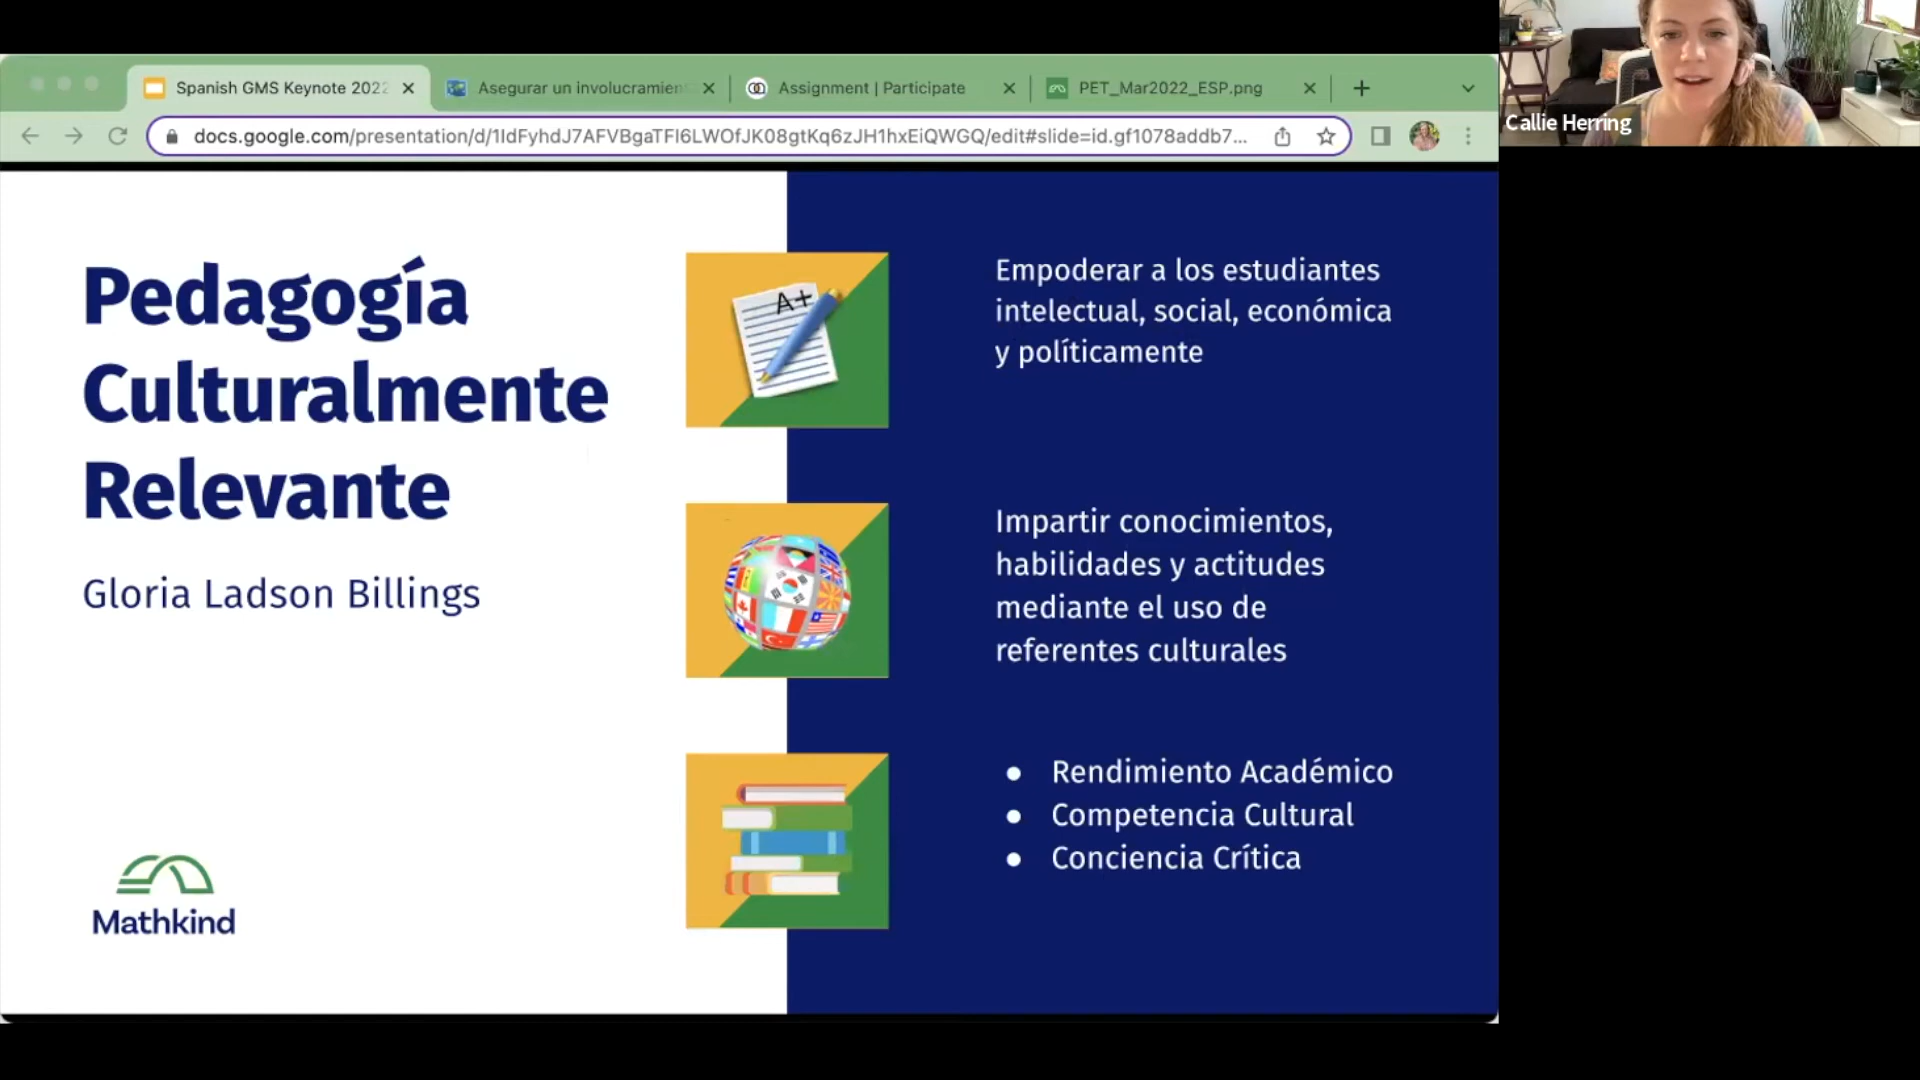 Spanish GMS Keynote 2022
Asegurar un involucramien
Assignment | Participate
PET_Mar2022_ESP.png
docs.google.com/presentation/d/1IdFyhdJ7AFVBgaTFI6LWOfJK08gtKq6zJH1hxEiQWGQ/edit#slide=id.gf1078addb7...
Callie Herring
Pedagogía
Culturalmente
Relevante
Gloria Ladson Billings
Mathkind
A+
Empoderar a los estudiantes
intelectual, social, económica
y políticamente
Impartir conocimientos,
habilidades y actitudes
mediante el uso de
referentes culturales
● Rendimiento Académico
● Competencia Cultural
● Conciencia Crítica